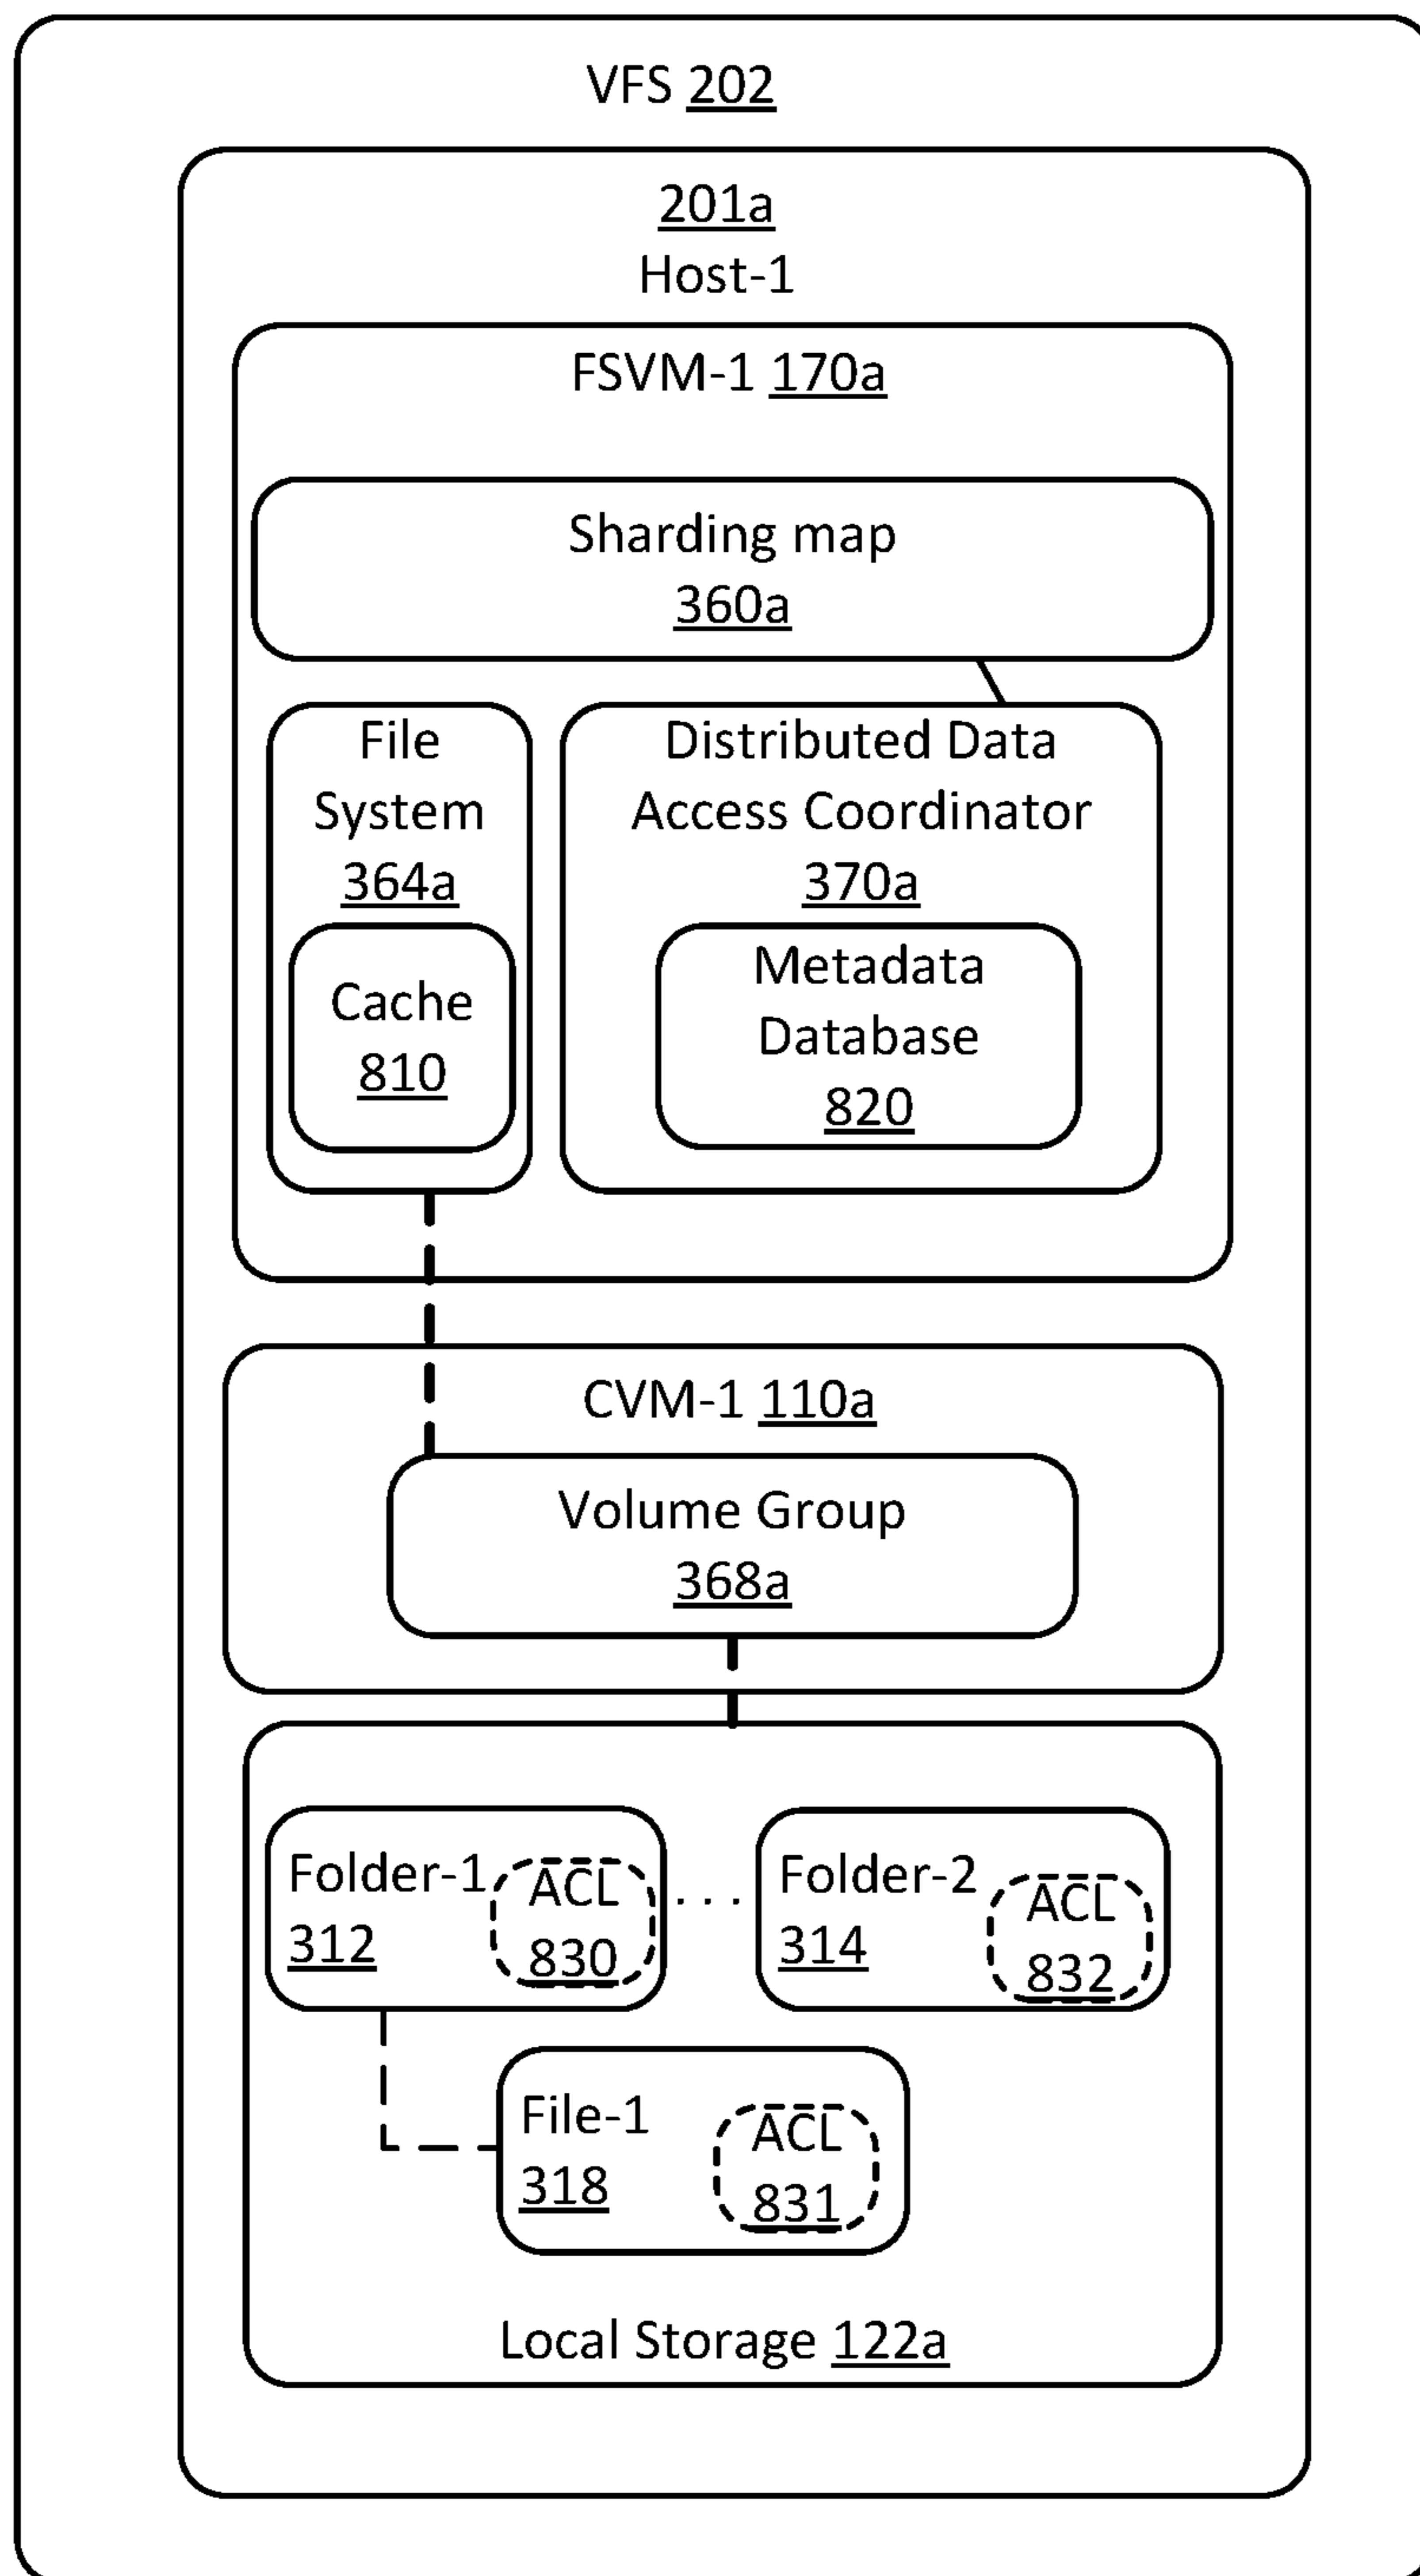 VFS 202
201a
Host-1
FSVM-1 170a
Sharding map
360a
File
System
364a
Cache
810
Distributed Data
Access Coordinator
370a
Metadata
Database
820
CVM-1 110a
Volume Group
368a
Folder-1
312
ACL
830
. . .
Folder-2
314
ACL
832
File-1
318
ACL
831
Local Storage 122a